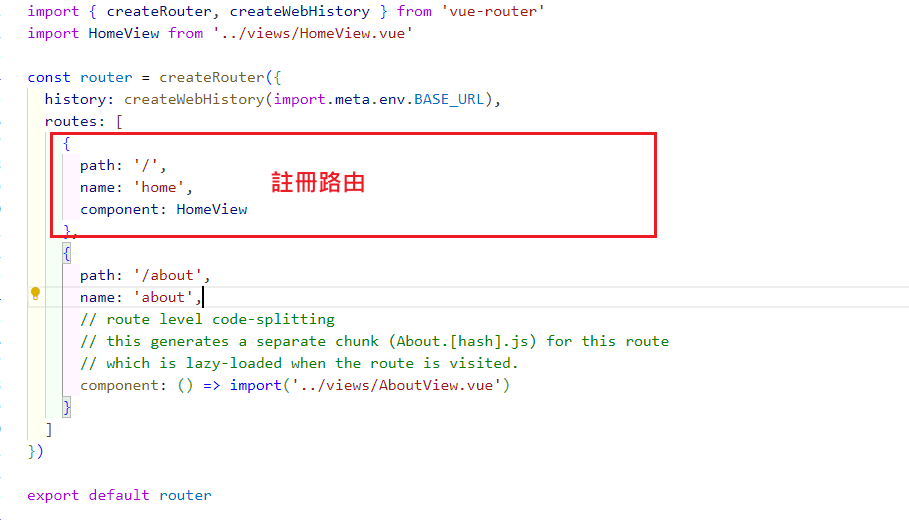 import { createRouter, createWebHistory } from 'vue-router'
import HomeView from '../views/HomeView.vue'
const router = createRouter({
history: createWebHistory(import.meta.env.BASE_URL),
routes: [
{
path: '/',
name: 'home',
註冊路由
component: HomeView
},
{
path: '/about',
name: 'about',
// route level code-splitting
// this generates a separate chunk (About.[hash].js) for this route
// which is lazy-loaded when the route is visited.
component: () => import('../views/AboutView.vue')
}
]
})
export default router